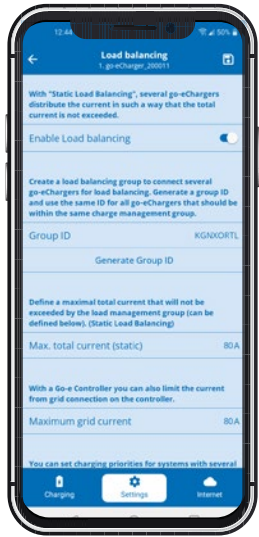 12:44 50%
Load balancing
1. go-eCharger_200011
With "Static Load Balancing", several go-eChargers
distribute the current in such a way that the total
current is not exceeded.
Enable Load balancing
Create a load balancing group to connect several
go-eChargers for load balancing. Generate a group ID
and use the same ID for all go-eChargers that should be
within the same charge management group.
Group ID KGNXORTL
Generate Group ID
Define a maximal total current that will not be
exceeded by the load management group (can be
defined below). (Static Load Balancing)
Max. total current (static) 80 A
With a Go-e Controller you can also limit the current
from grid connection on the controller.
Maximum grid current 80 A
You can set charging priorities for systems with several
Charging Settings Internet